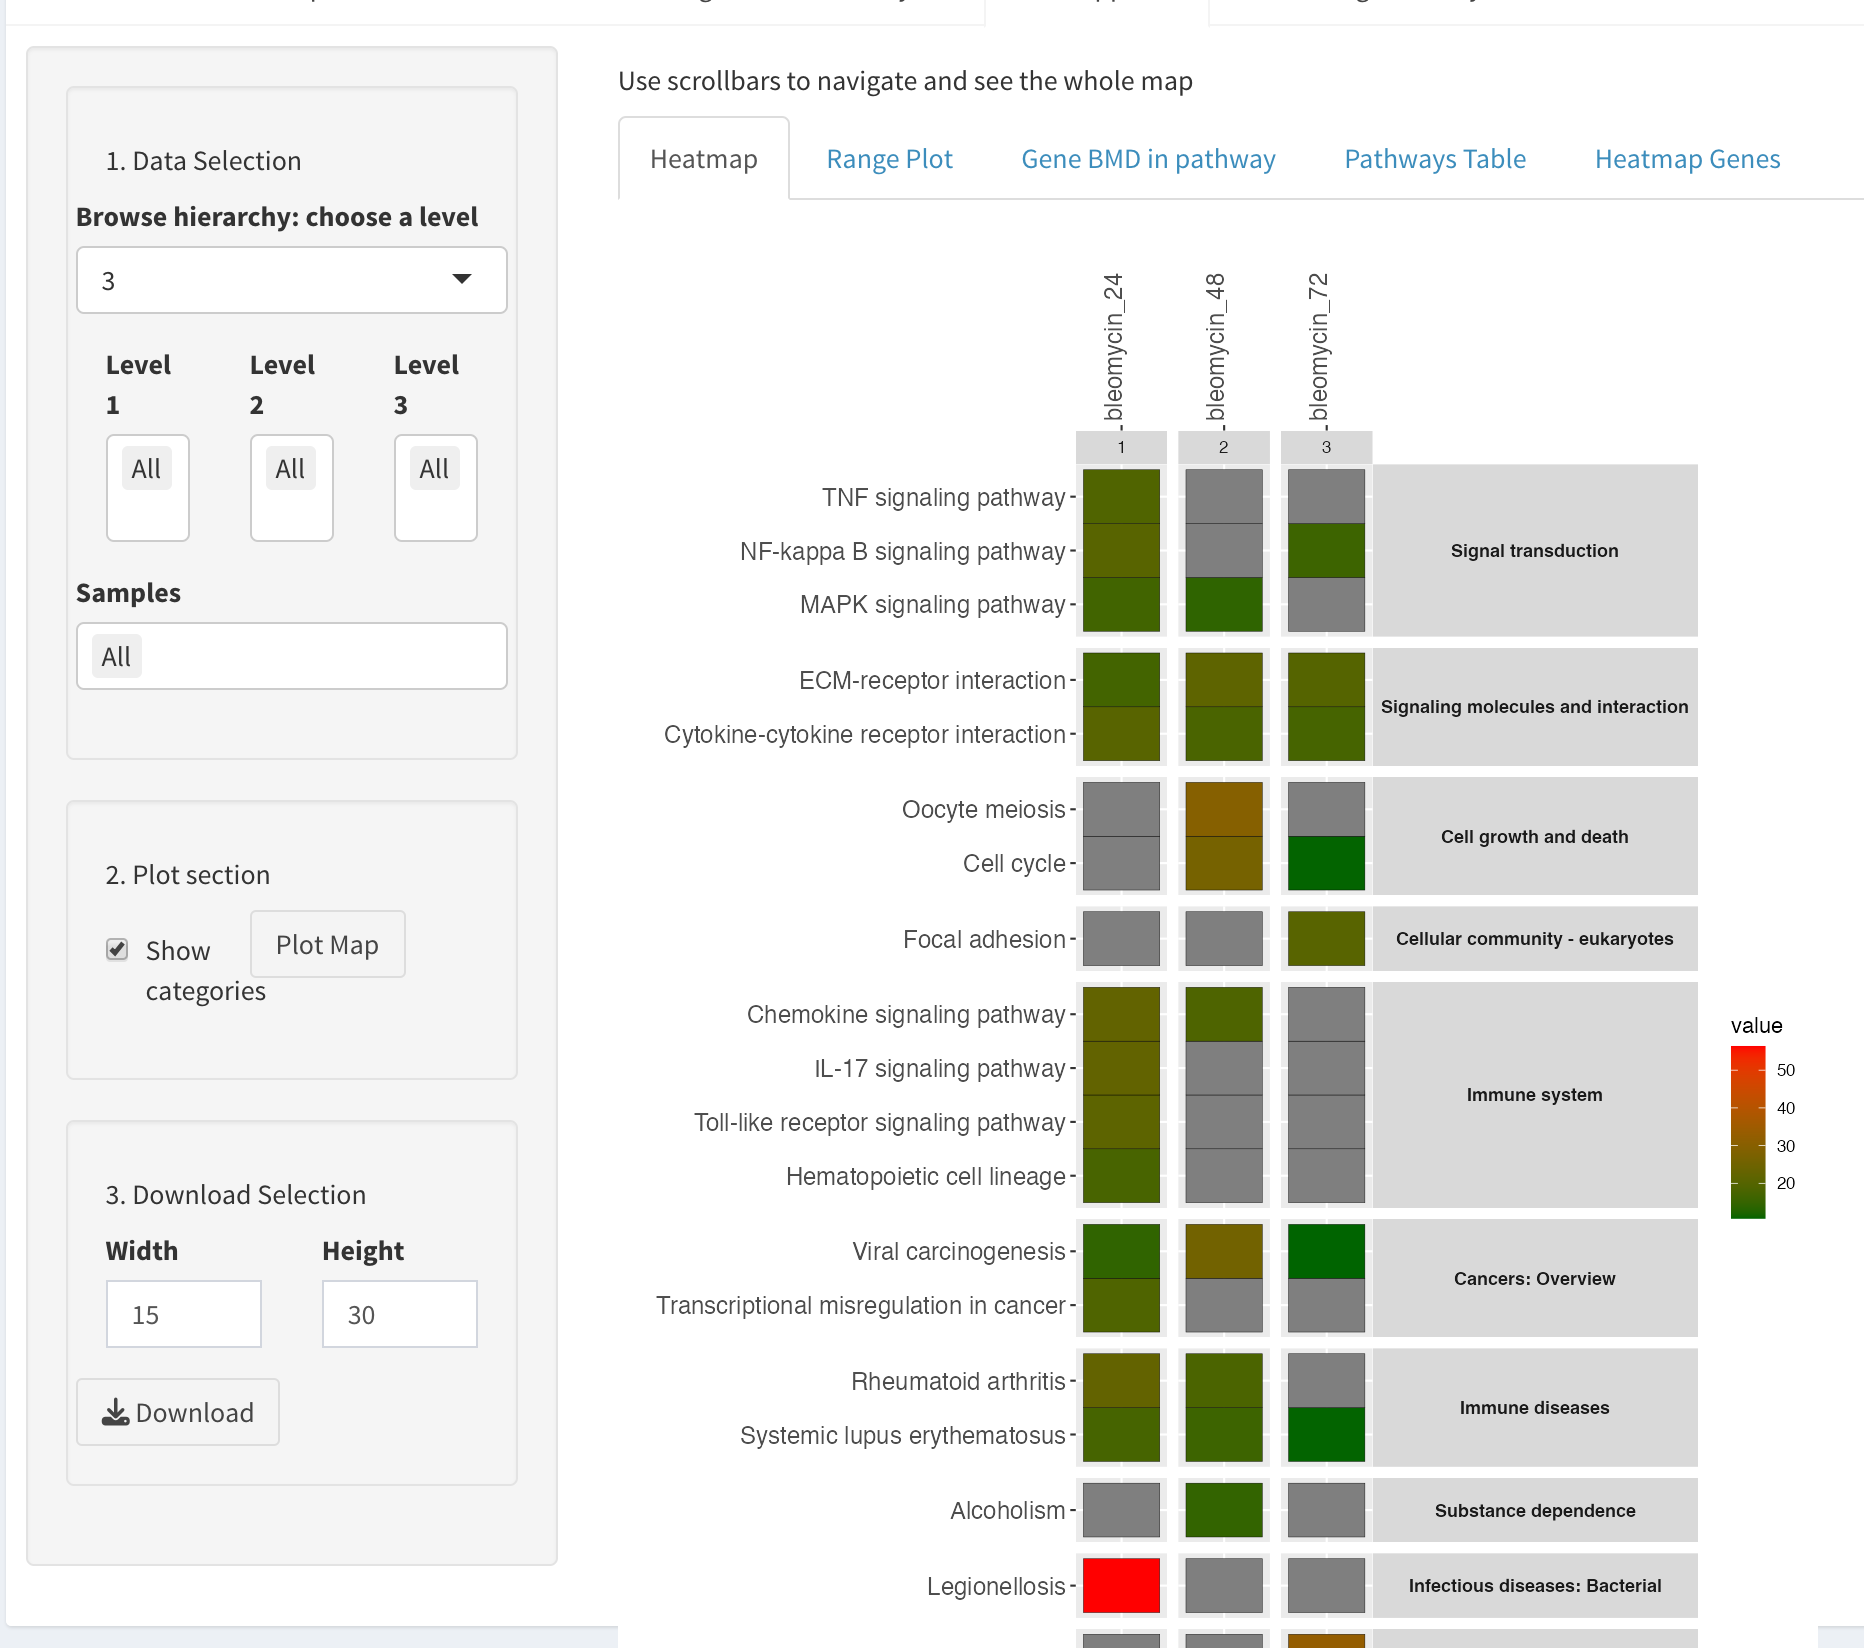 Use scrollbars to navigate and see the whole map
Heatmap Range Plot Gene BMD in pathway Pathways Table Heatmap Genes
1. Data Selection
Browse hierarchy: choose a level
3
Level 1
Level 2
Level 3
All All All
Samples
All
2. Plot section
Show categories
Plot Map
3. Download Selection
Width Height
15 30
Download
bleomycin_24
bleomycin_48
bleomycin_72
1 2 3
TNF signaling pathway
NF-kappa B signaling pathway
MAPK signaling pathway
Signal transduction
ECM-receptor interaction
Cytokine-cytokine receptor interaction
Signaling molecules and interaction
Oocyte meiosis
Cell cycle
Cell growth and death
Focal adhesion
Cellular community - eukaryotes
Chemokine signaling pathway
IL-17 signaling pathway
Toll-like receptor signaling pathway
Hematopoietic cell lineage
Immune system
Viral carcinogenesis
Transcriptional misregulation in cancer
Cancers: Overview
Rheumatoid arthritis
Systemic lupus erythematosus
Immune diseases
Alcoholism
Substance dependence
Legionellosis
Infectious diseases: Bacterial
value
50
40
30
20